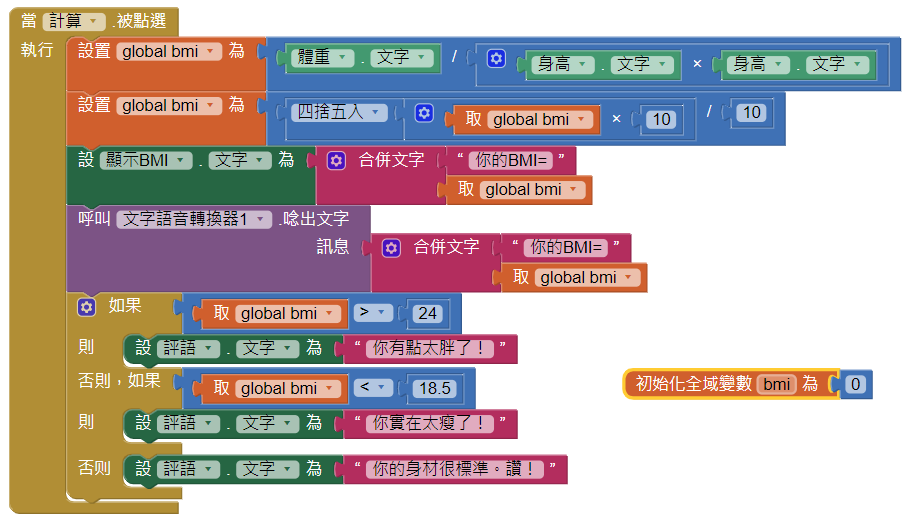 當 計算 .被點選
執行 設置 global bmi 為 體重 . 文字 / 身高 . 文字 × 身高 . 文字
設置 global bmi 為 四捨五入 取 global bmi × 10 / 10
設 顯示BMI . 文字 為 合併文字 “ 你的BMI= ”
取 global bmi
呼叫 文字語音轉換器1 .唸出文字
訊息 合併文字 “ 你的BMI= ”
取 global bmi
如果 取 global bmi > 24
則 設 評語 . 文字 為 “ 你有點太胖了! ”
否則,如果 取 global bmi < 18.5
初始化全域變數 bmi 為 0
則 設 評語 . 文字 為 “ 你實在太瘦了! ”
否則 設 評語 . 文字 為 “ 你的身材很標準。讚! ”